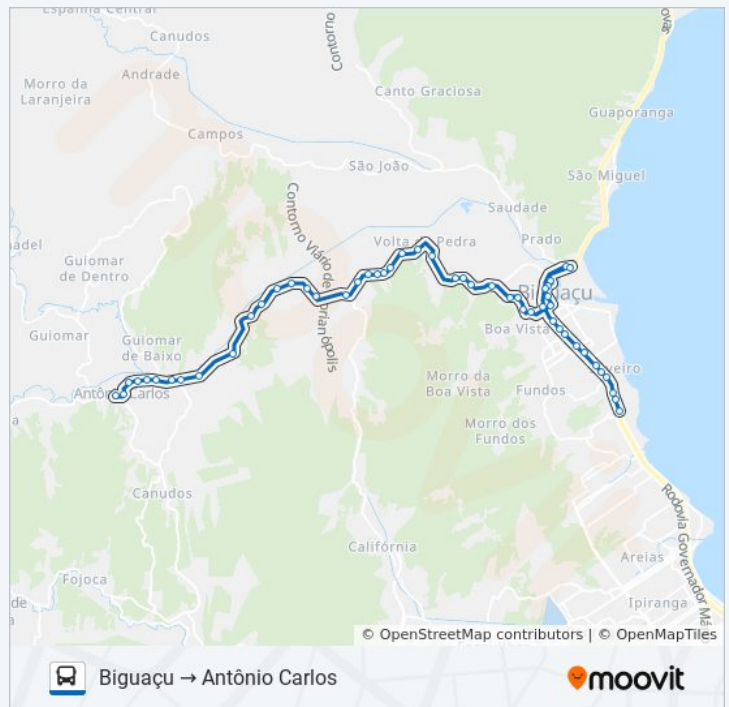 Espanha Central
Canudos
Contorno
Andrade
Morro da
Laranjeira
Canto Graciosa
Guaporanga
Campos
São João
São Miguel
Contorno Viário de
Saudade
Volta
Pedra
Prado
Guiomar
de Dentro
Boa Vista
Guiomar
Guiomar
de Baixo
Morro da
Boa Vista
Fundos
Carlos
Morro dos
Fundos
Canudos
Rodovia Governador Má
Califórnia
Areias
Fojoca
Ipiranga
de
© OpenStreetMap contributors | © OpenMapTiles
Biguaçu → Antônio Carlos
moovit